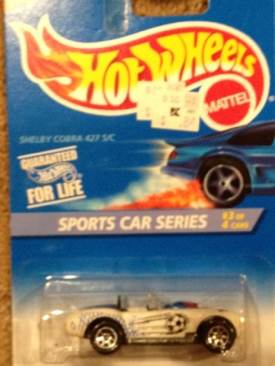 Hot Wheels
MATTEL
SHELBY COBRA 427 S/C
GUARANTEED
FOR LIFE
SPORTS CAR SERIES
#3 OF
4 CARS